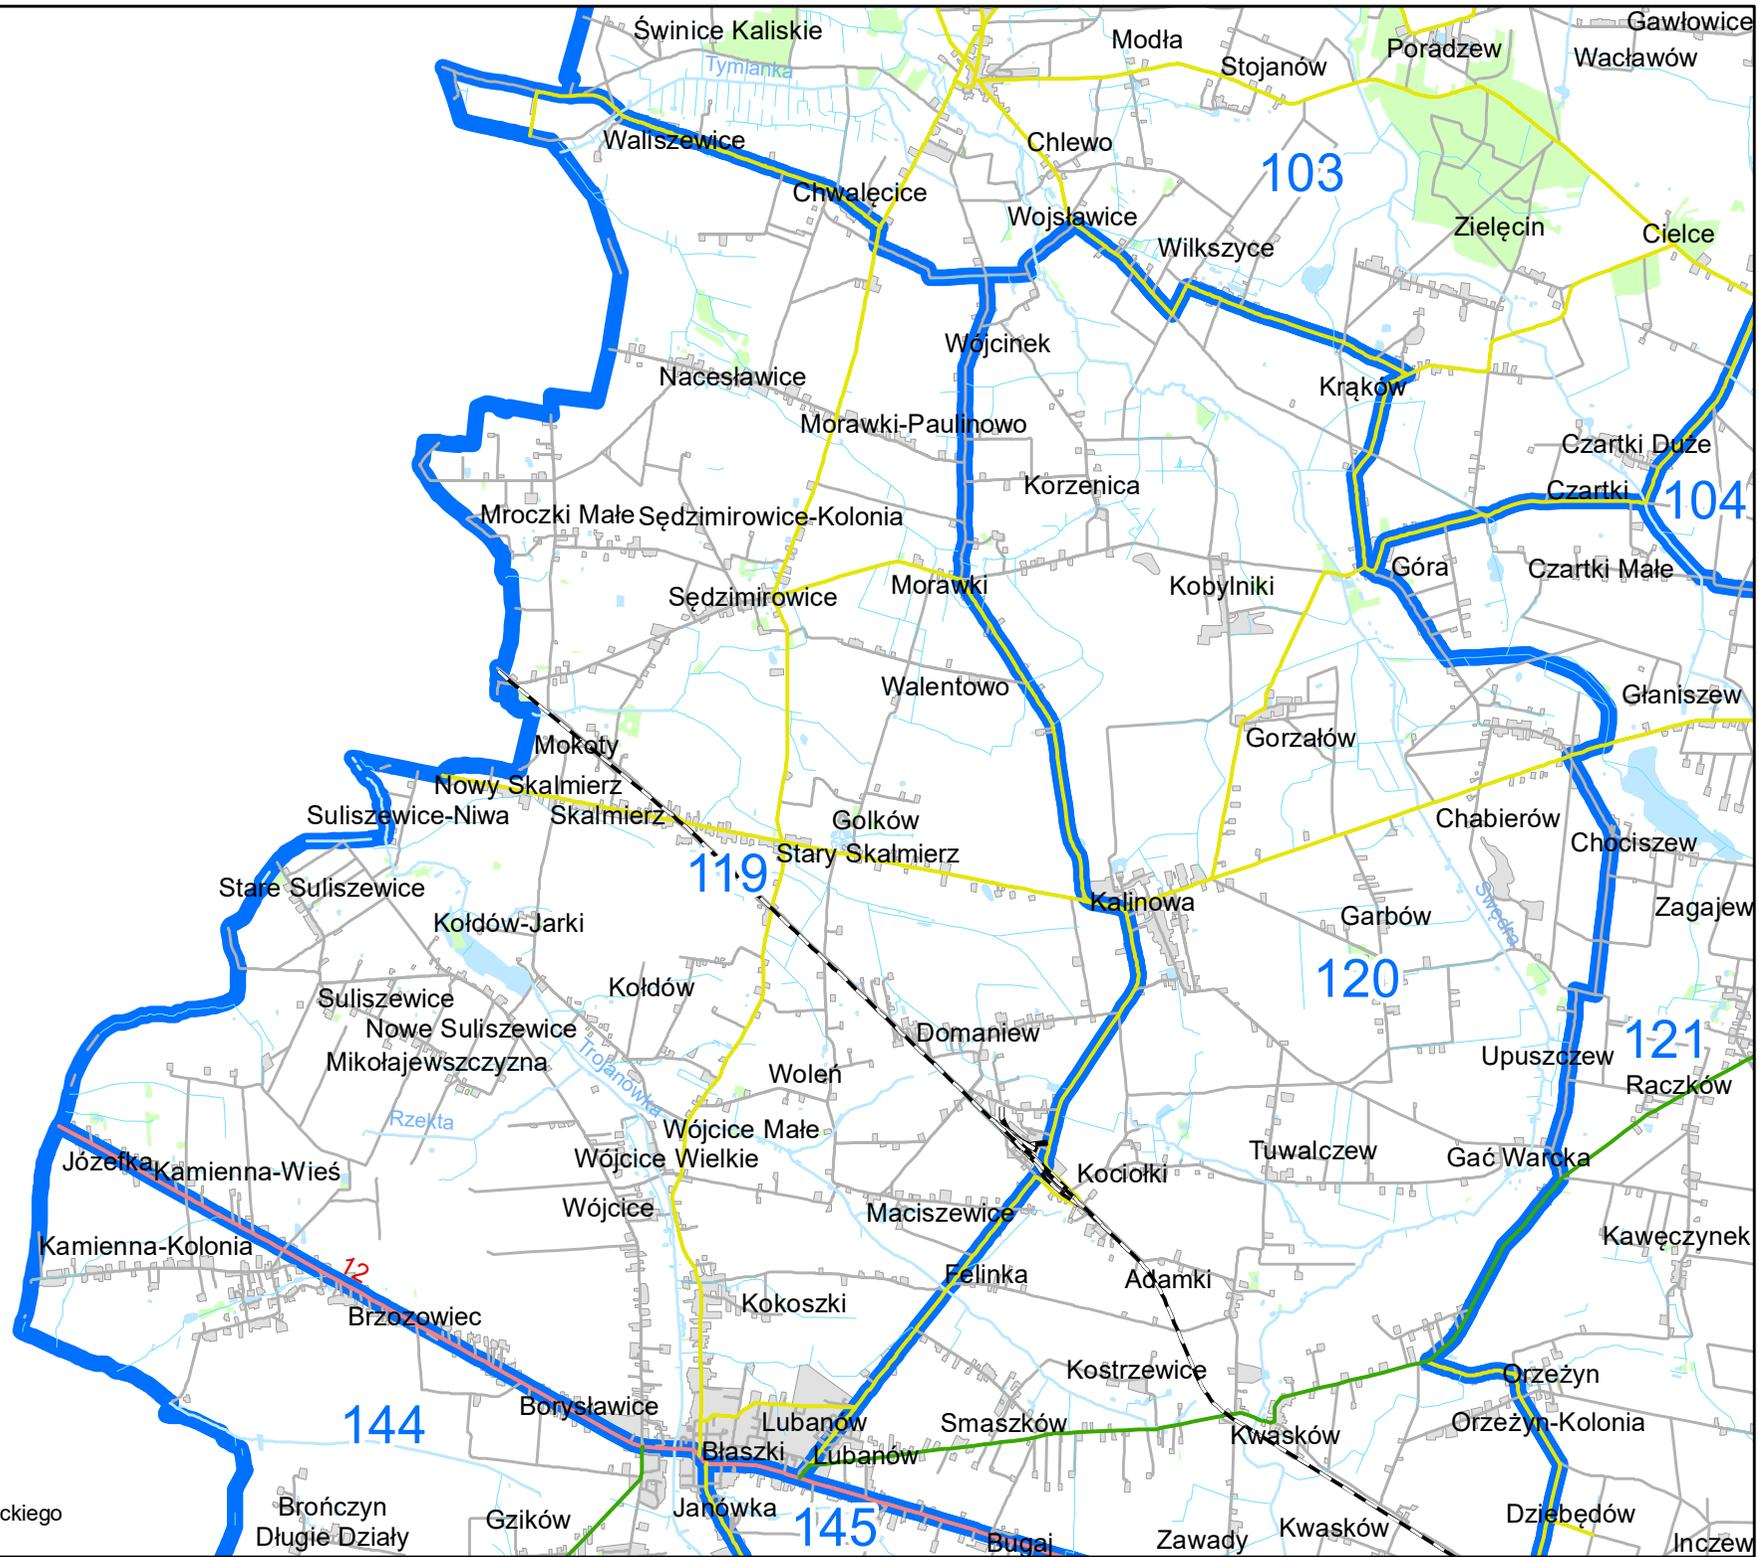 Świnice Kaliskie
Modła
Gawłowice
Poradzew
Wacławów
Tymianka
Stojanów
Waliszewice
Chlewo
103
Chwalęcice
Wojsławice
Zielęcin
Cielce
Wilkszyce
Wójcinek
Nacesławice
Krąków
Morawki-Paulinowo
Czartki Duże
Korzenica
Czartki
104
Mroczki Małe
Sędzimirowice-Kolonia
Góra
Czartki Małe
Morawki
Kobylniki
Sędzimirowice
Walentowo
Głaniszew
Mokoty
Gorzałów
Nowy Skalmierz
Suliszewice-Niwa
Skalmierz
Golków
Chabierów
Chociszew
Stary Skalmierz
119
Stare Suliszewice
Kalinowa
Zagajew
Garbów
Swędra
Kołdów-Jarki
120
Kołdów
Suliszewice
Nowe Suliszewice
Domaniew
121
Mikołajewszczyzna
Trojanówka
Woleń
Upuszczew
Raczków
Rzekta
Wójcice Małe
Józefka
Kamienna-Wieś
Wójcice Wielkie
Tuwalczew
Gać Warcka
Kociołki
Wójcice
Maciszewice
Kamienna-Kolonia
Kawęczynek
12
Felinka
Adamki
Brzozowiec
Kokoszki
Kostrzewice
Orzeżyn
Borysławice
144
Lubanów
Smaszków
Orzeżyn-Kolonia
Kwasków
Błaszki
Lubanów
ckiego
Brończyn
Gzików
Janówka
145
Dziebędów
Długie Działy
Bugaj
Zawady
Kwasków
Inczew